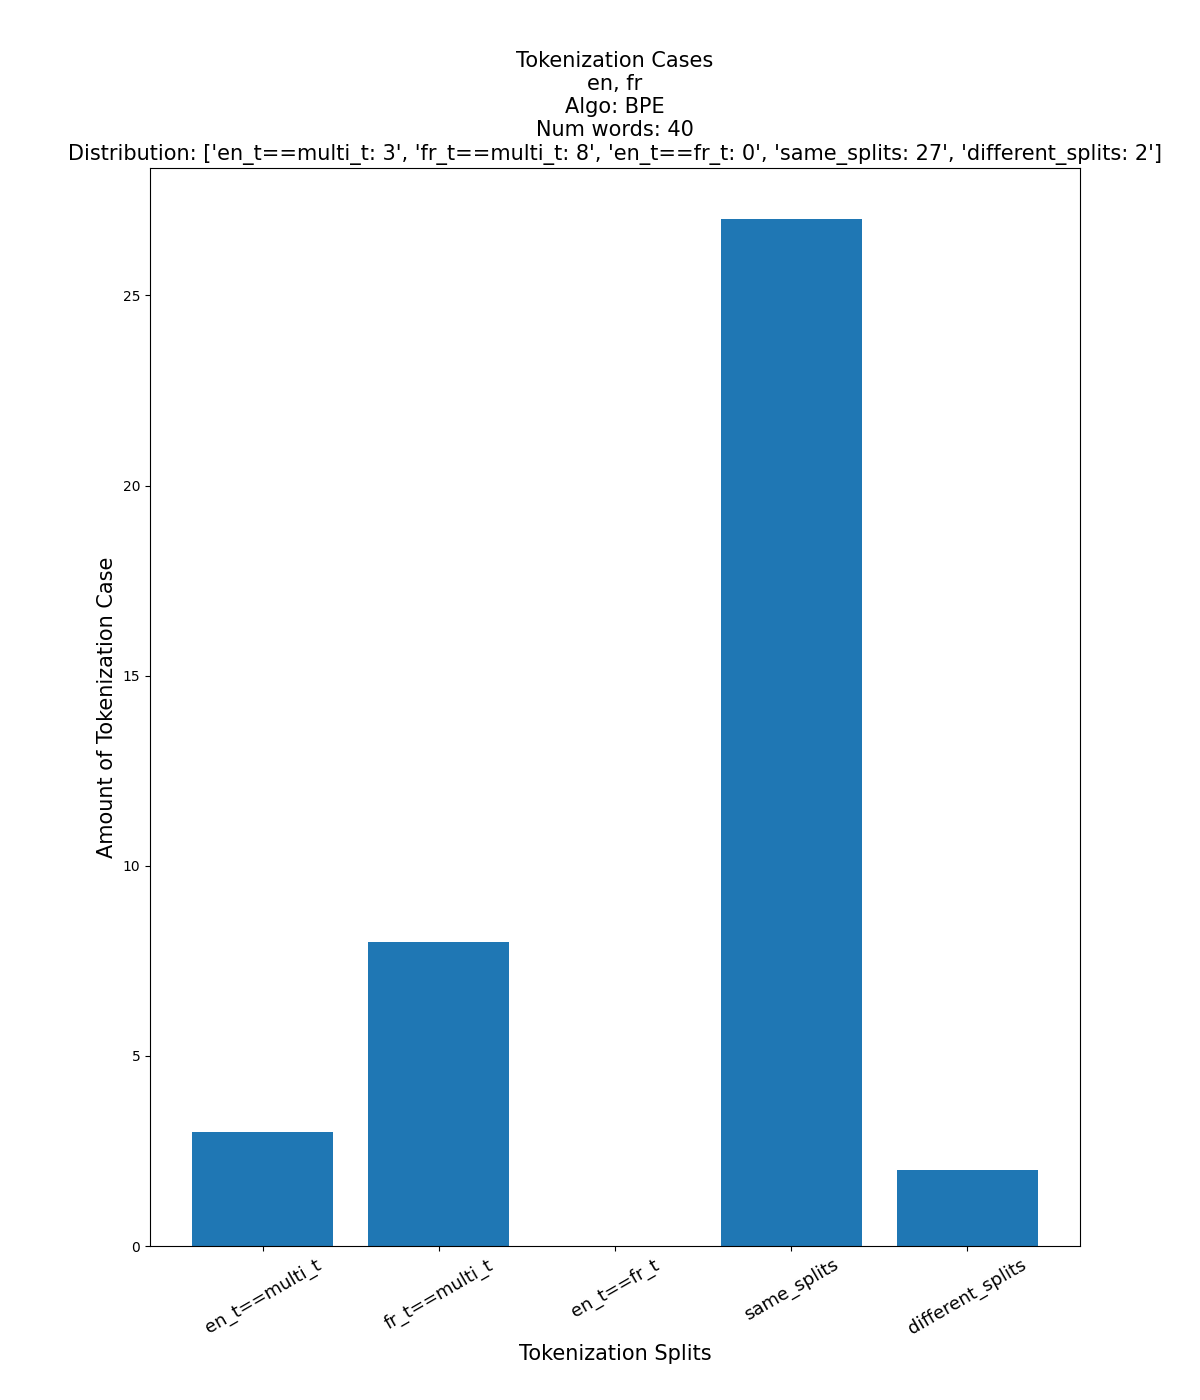 Tokenization Cases
en, fr
Algo: BPE
Num words: 40
Distribution: ['en_t==multi_t: 3', 'fr_t==multi_t: 8', 'en_t==fr_t: 0', 'same_splits: 27', 'different_splits: 2']
Amount of Tokenization Case
25
20
15
10
5
0
en_t==multi_t
fr_t==multi_t
en_t==fr_t
same_splits
different_splits
Tokenization Splits